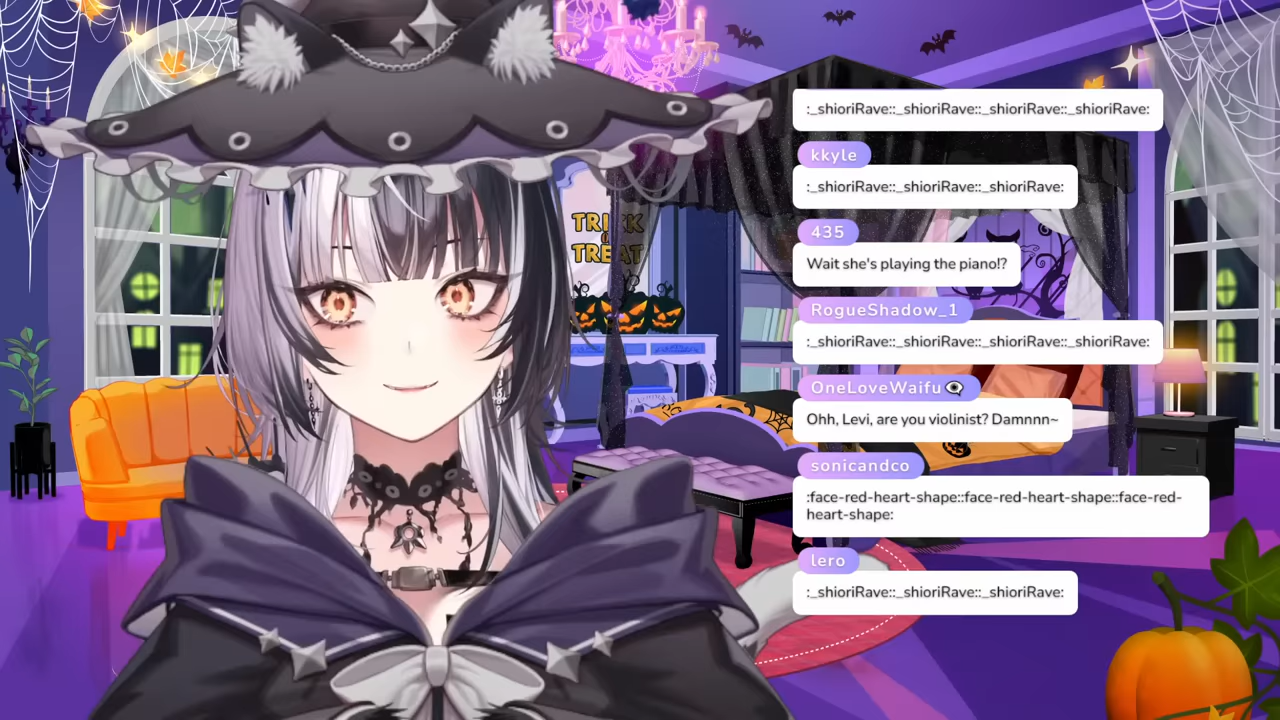 TRICK
or
TREAT
:_shioriRave::_shioriRave::_shioriRave::_shioriRave:
kkyle
:_shioriRave::_shioriRave::_shioriRave:
435
Wait she's playing the piano!?
RogueShadow_1
:_shioriRave::_shioriRave::_shioriRave::_shioriRave:
OneLoveWaifu👁
Ohh, Levi, are you violinist? Damnnn~
sonicandco
:face-red-heart-shape::face-red-heart-shape::face-red-
heart-shape:
lero
:_shioriRave::_shioriRave::_shioriRave: